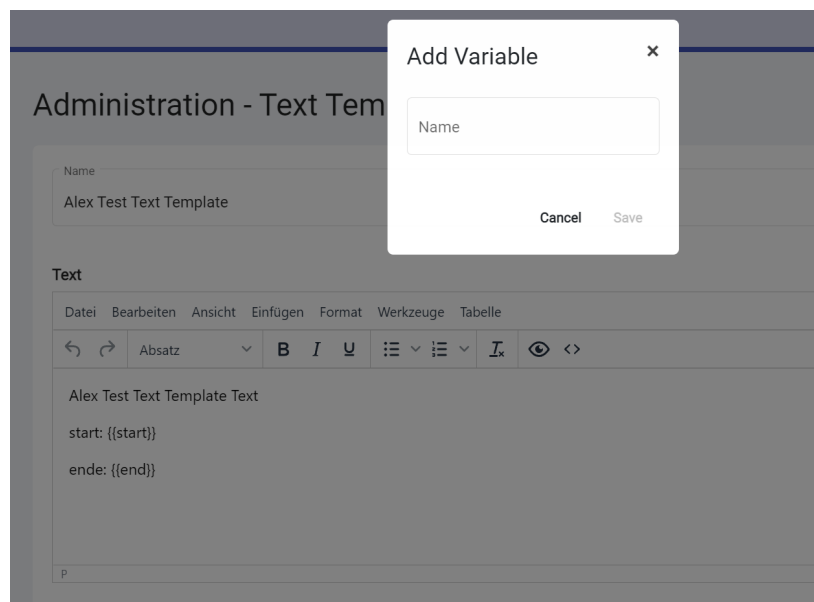 Add Variable
×
Name
Cancel Save
Administration - Text Tem
Name
Alex Test Text Template
Text
Datei Bearbeiten Ansicht Einfügen Format Werkzeuge Tabelle
Absatz B I U
Alex Test Text Template Text
start: {{start}}
ende: {{end}}
P